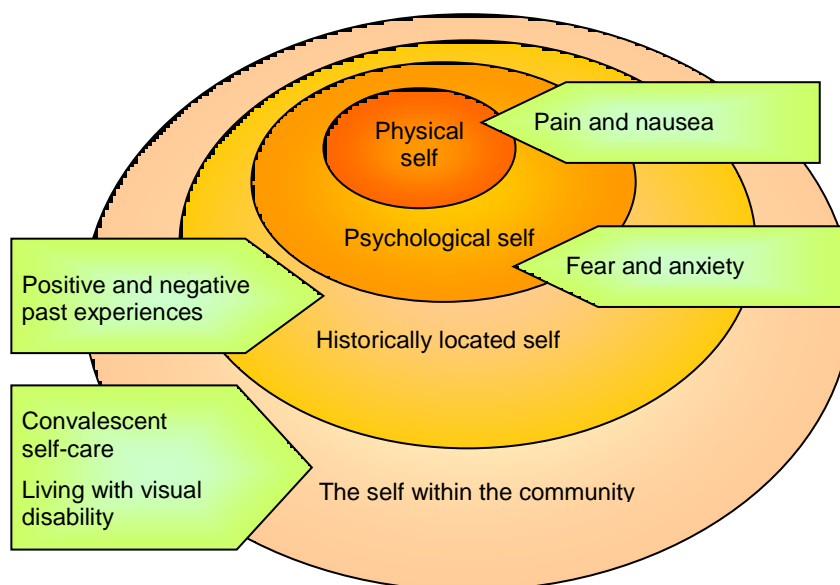 Physical
self
Pain and nausea
Psychological self
Fear and anxiety
Positive and negative
past experiences
Historically located self
Convalescent
self-care
Living with visual
disability
The self within the community